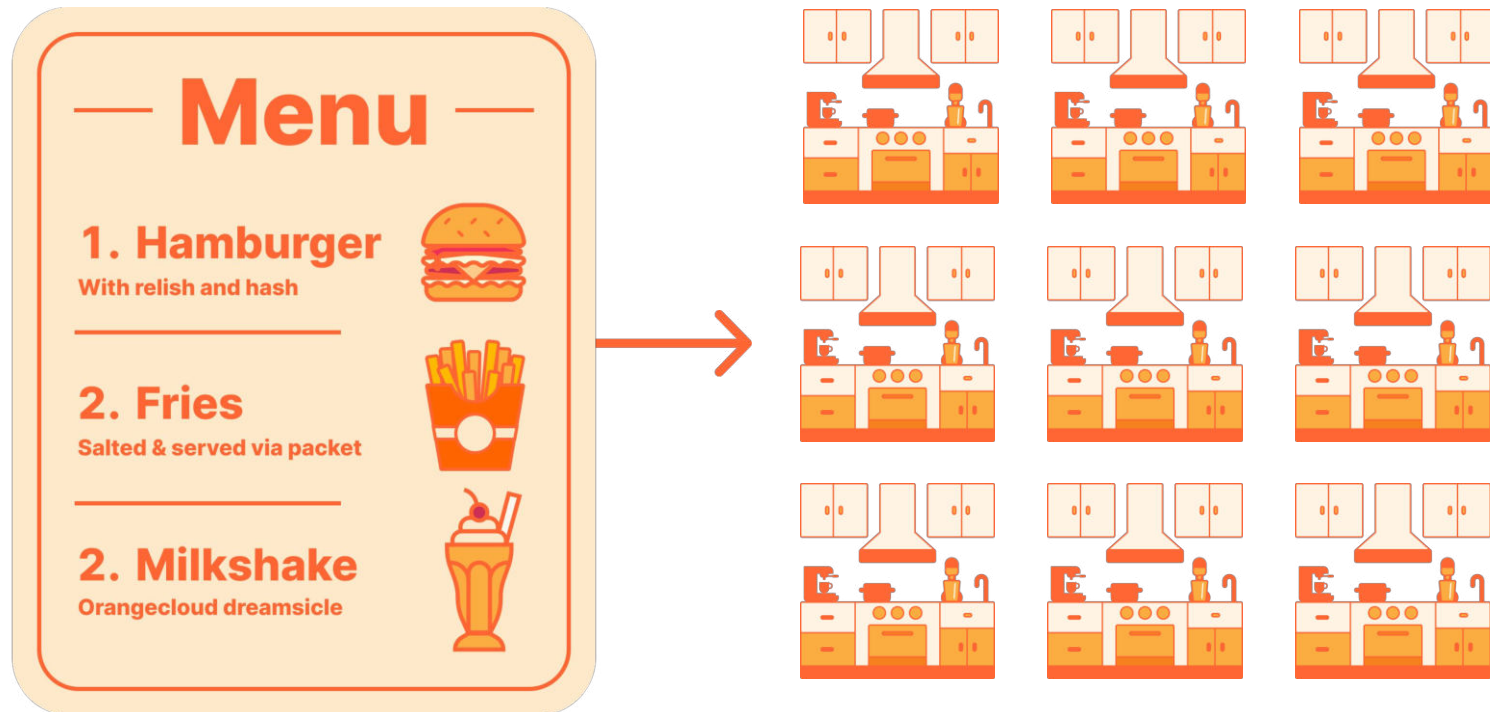 Menu
1. Hamburger
With relish and hash
2. Fries
Salted & served via packet
2. Milkshake
Orangecloud dreamsicle